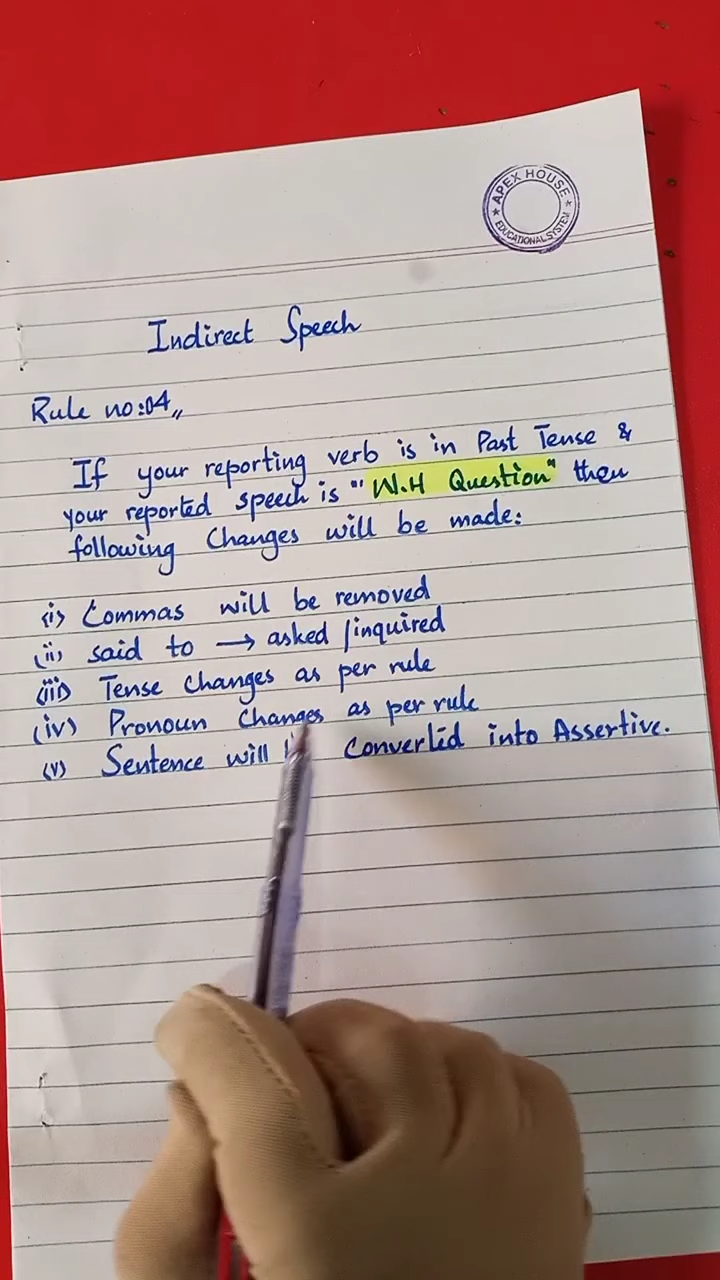 APEX HOUSE
★ EDUCATIONAL SYSTEM ★
Indirect Speech
Rule no:04,,
If your reporting verb is in Past Tense &
your reported speech is "W.H Question" then
following Changes will be made:
(i) Commas will be removed
(ii) said to → asked /inquired
(iii) Tense changes as per rule
(iv) Pronoun changes as per rule
(v) Sentence will converted into Assertive.